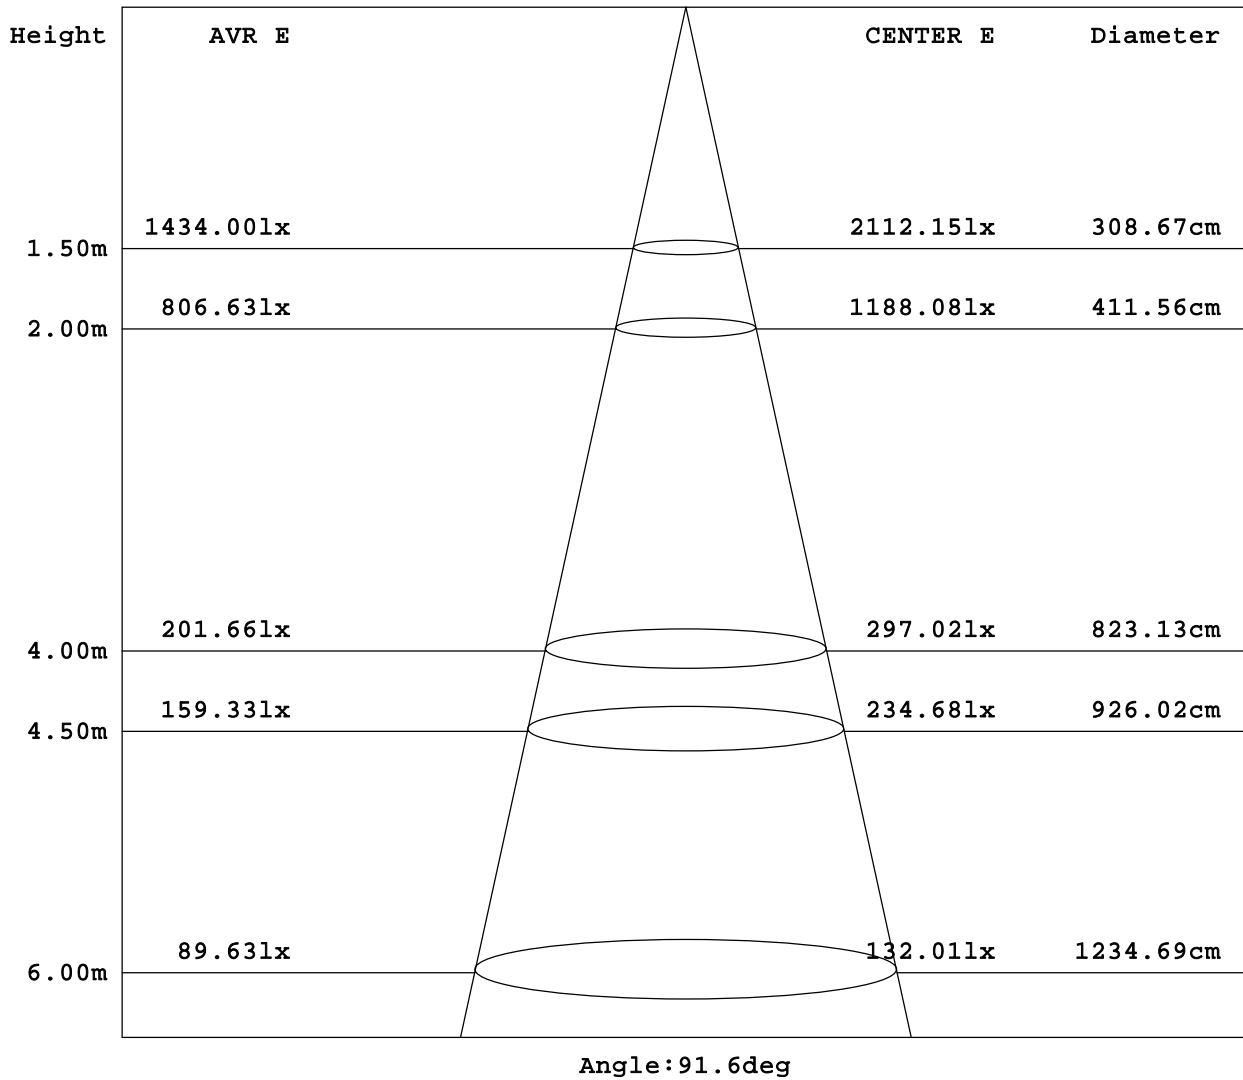 Height AVR E CENTER E Diameter
1434.00lx 2112.15lx 308.67cm
1.50m
806.63lx 1188.08lx 411.56cm
2.00m
201.66lx 297.02lx 823.13cm
4.00m
159.33lx 234.68lx 926.02cm
4.50m
89.63lx 132.01lx 1234.69cm
6.00m
Angle:91.6deg